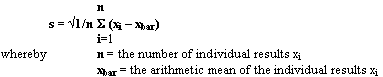 n
s = √1/n Σ (xi – xbar)
i=1
whereby n = the number of individual results xi
xbar = the arithmetic mean of the individual results xi